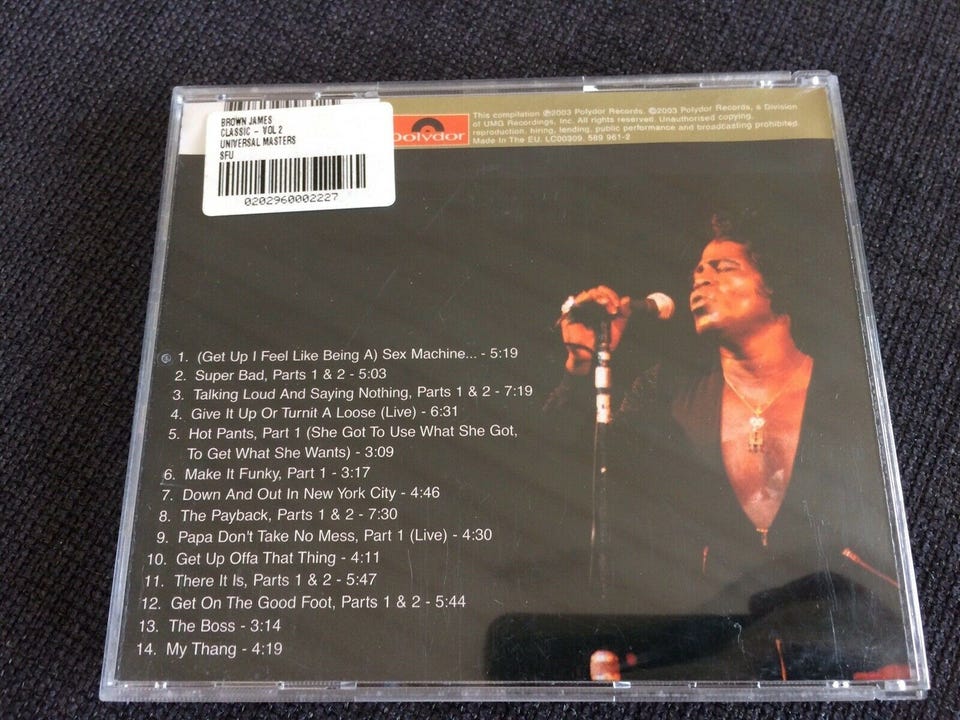 BROWN JAMES
CLASSIC - VOL 2
UNIVERSAL MASTERS
SFU
0202960002227
Polydor
This compilation ℗2003 Polydor Records, ©2003 Polydor Records, a Division
of UMG Recordings, Inc. All rights reserved. Unauthorised copying,
reproduction, hiring, lending, public performance and broadcasting prohibited.
Made In The EU. LC00309. 589 961-2
1. (Get Up I Feel Like Being A) Sex Machine... - 5:19
2. Super Bad, Parts 1 & 2 - 5:03
3. Talking Loud And Saying Nothing, Parts 1 & 2 - 7:19
4. Give It Up Or Turnit A Loose (Live) - 6:31
5. Hot Pants, Part 1 (She Got To Use What She Got,
To Get What She Wants) - 3:09
6. Make It Funky, Part 1 - 3:17
7. Down And Out In New York City - 4:46
8. The Payback, Parts 1 & 2 - 7:30
9. Papa Don't Take No Mess, Part 1 (Live) - 4:30
10. Get Up Offa That Thing - 4:11
11. There It Is, Parts 1 & 2 - 5:47
12. Get On The Good Foot, Parts 1 & 2 - 5:44
13. The Boss - 3:14
14. My Thang - 4:19